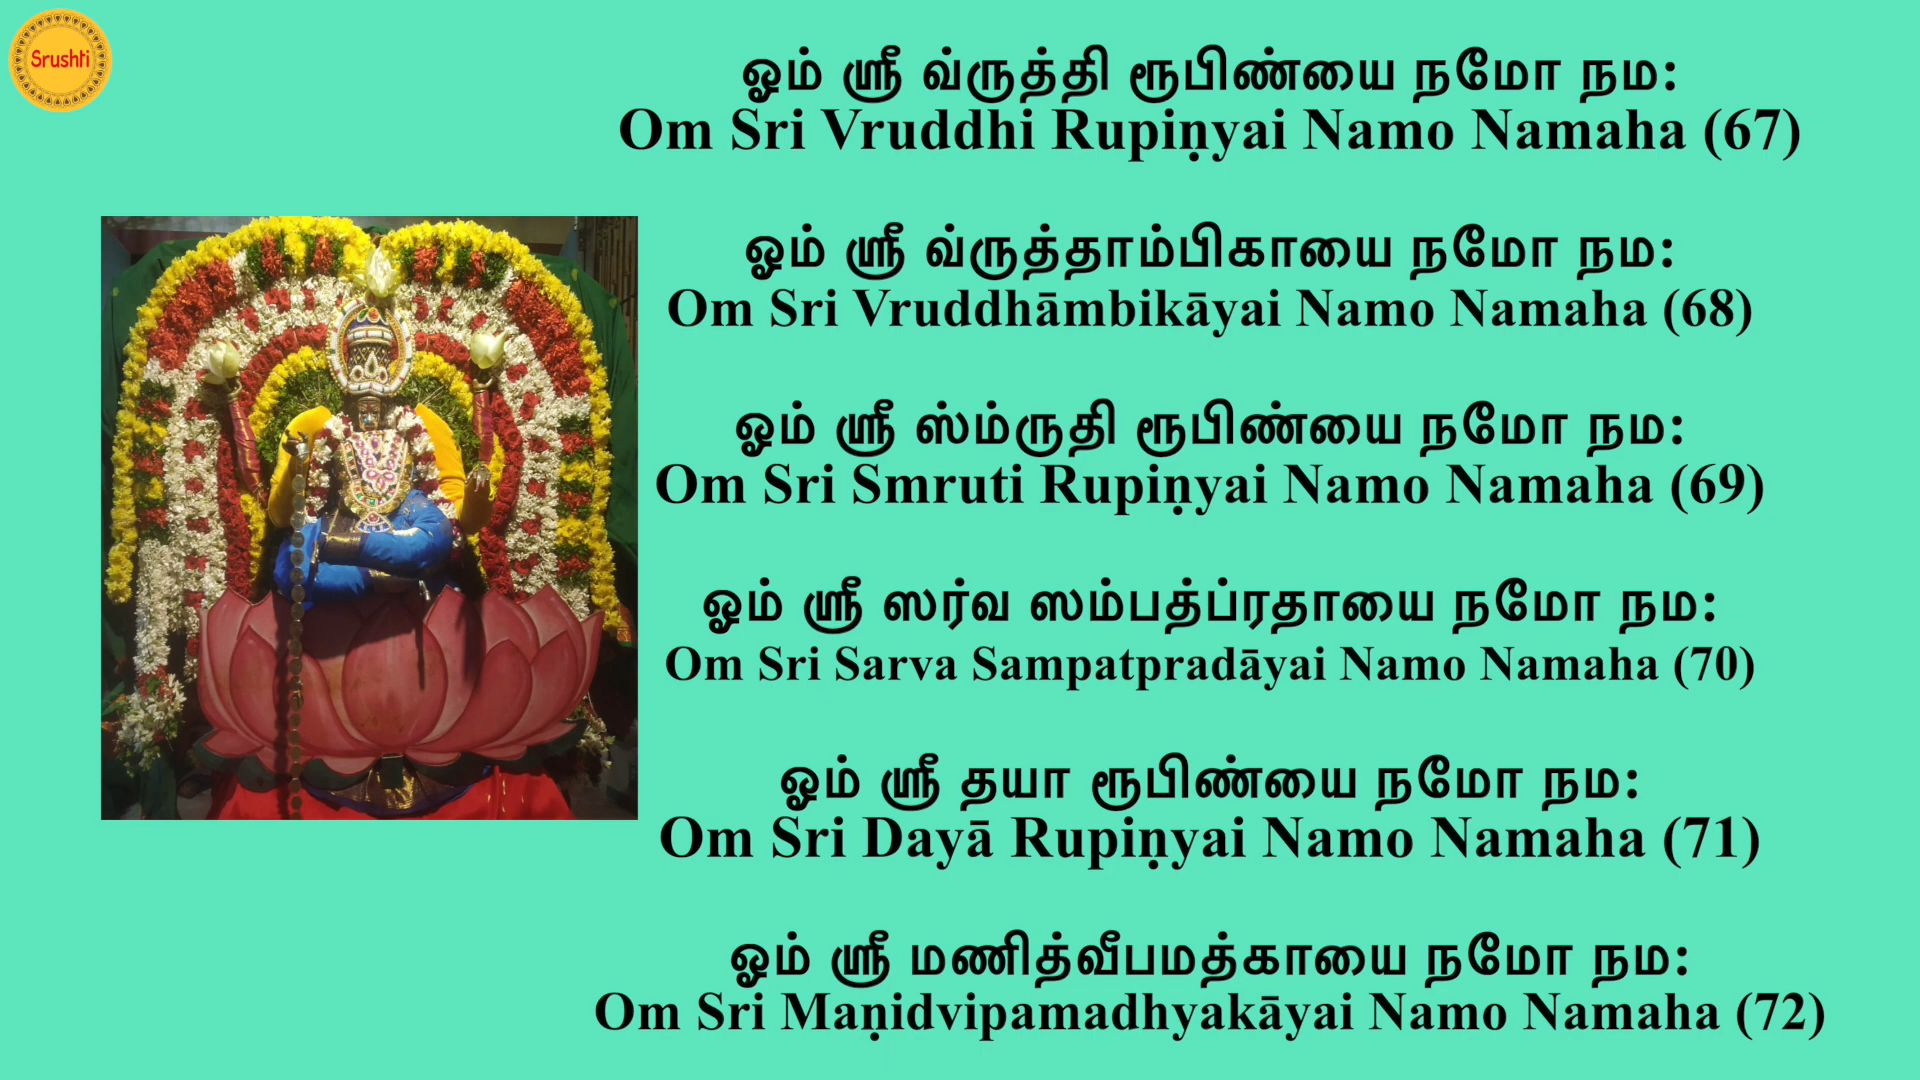 Srushti
ஓம் ஸ்ரீ வ்ருத்தி ரூபிண்யை நமோ நம:
Om Sri Vruddhi Rupiṇyai Namo Namaha (67)
ஓம் ஸ்ரீ வ்ருத்தாம்பிகாயை நமோ நம:
Om Sri Vruddhāmbikāyai Namo Namaha (68)
ஓம் ஸ்ரீ ஸ்ம்ருதி ரூபிண்யை நமோ நம:
Om Sri Smruti Rupiṇyai Namo Namaha (69)
ஓம் ஸ்ரீ ஸர்வ ஸம்பத்ப்ரதாயை நமோ நம:
Om Sri Sarva Sampatpradāyai Namo Namaha (70)
ஓம் ஸ்ரீ தயா ரூபிண்யை நமோ நம:
Om Sri Dayā Rupiṇyai Namo Namaha (71)
ஓம் ஸ்ரீ மணித்வீபமத்காயை நமோ நம:
Om Sri Maṇidvipamadhyakāyai Namo Namaha (72)